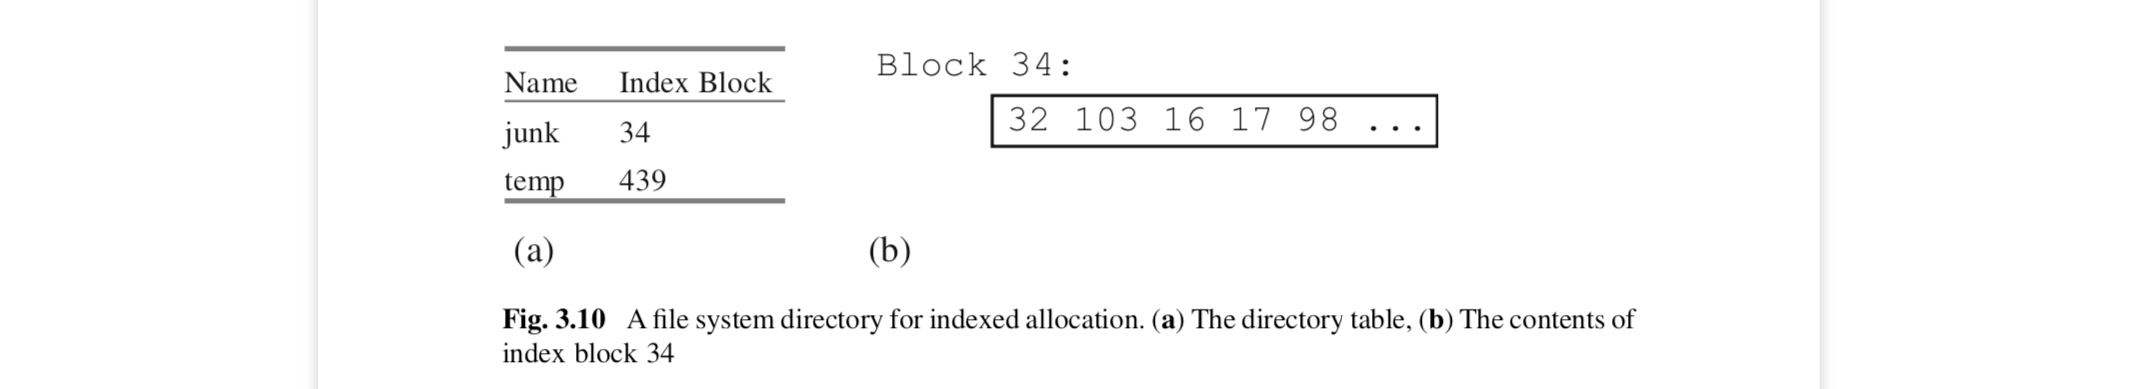 Name Index Block
junk 34
temp 439
(a)
Block 34:
32 103 16 17 98 ...
(b)
Fig. 3.10 A file system directory for indexed allocation. (a) The directory table, (b) The contents of
index block 34